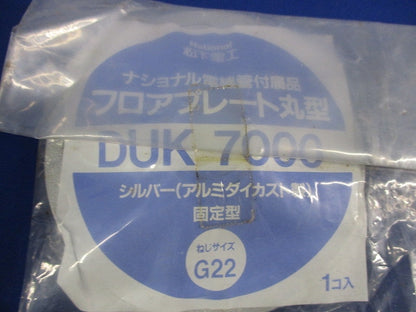 National
松下電工
ナショナル電線管付属品
フロアプレート丸型
DUK 7000
シルバー(アルミダイカスト製)
固定型
ねじサイズ
G22
1コ入